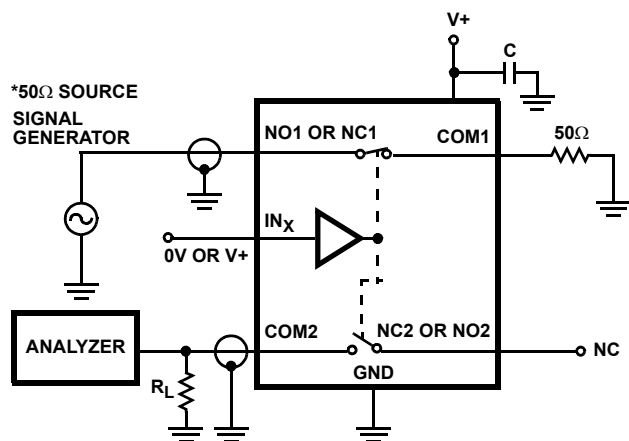 V+
C
*50Ω SOURCE
SIGNAL
GENERATOR
NO1 OR NC1
COM1
50Ω
INX
0V OR V+
COM2
NC2 OR NO2
ANALYZER
NC
GND
RL